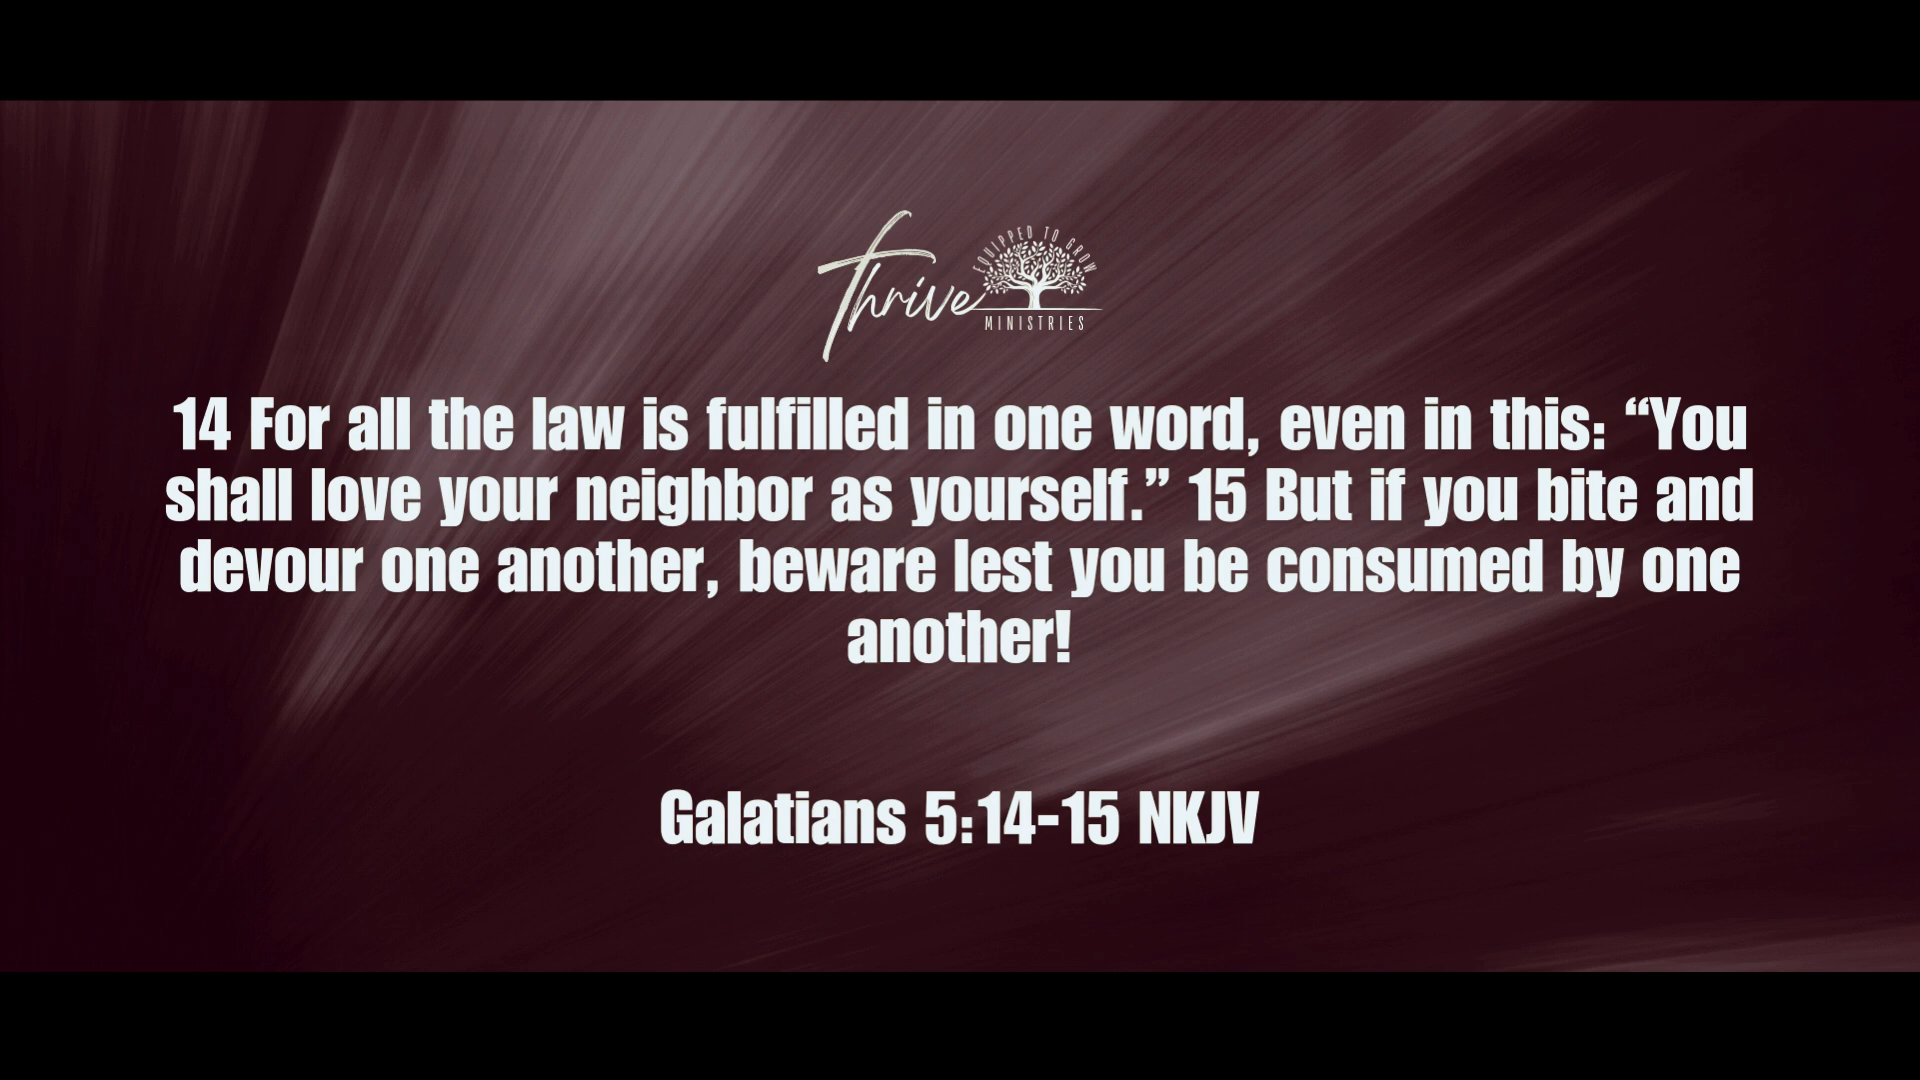 Thrive
EQUIPPED TO GROW
MINISTRIES
14 For all the law is fulfilled in one word, even in this: “You
shall love your neighbor as yourself.” 15 But if you bite and
devour one another, beware lest you be consumed by one
another!
Galatians 5:14-15 NKJV